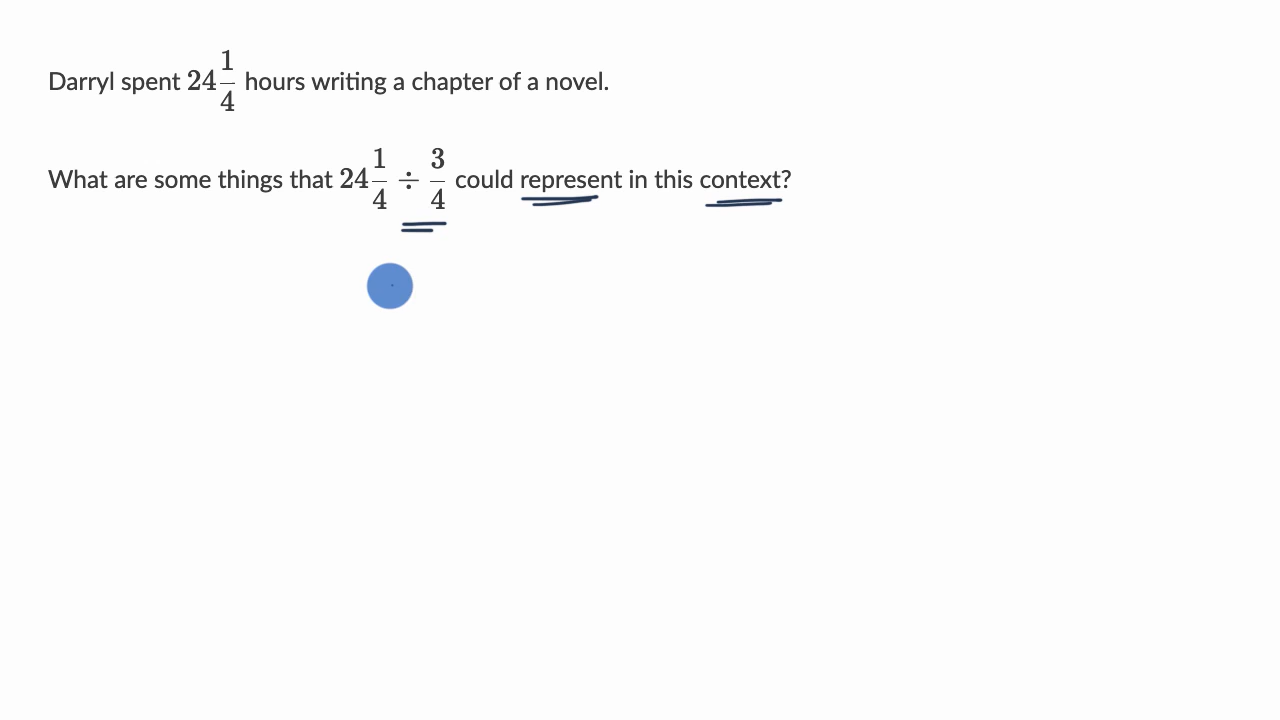 Darryl spent 24 1/4 hours writing a chapter of a novel.
What are some things that 24 1/4 ÷ 3/4 could represent in this context?